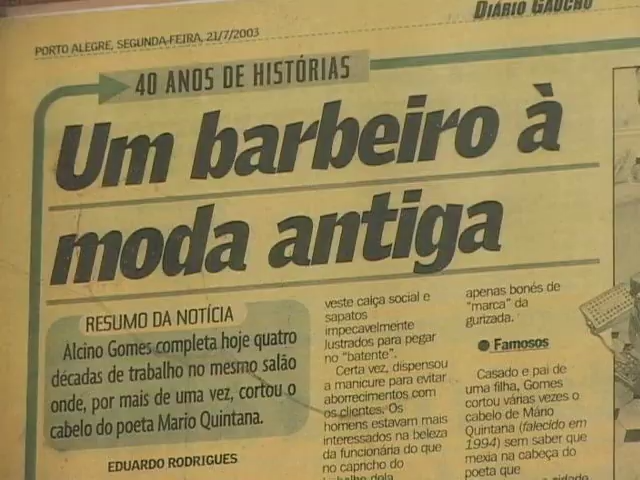 DIÁRIO GAÚCHO
PORTO ALEGRE, SEGUNDA-FEIRA, 21/7/2003
40 ANOS DE HISTÓRIAS
Um barbeiro à
moda antiga
RESUMO DA NOTÍCIA
Alcino Gomes completa hoje quatro
décadas de trabalho no mesmo salão
onde, por mais de uma vez, cortou o
cabelo do poeta Mario Quintana.
EDUARDO RODRIGUES
veste calça social e
sapatos
impecavelmente
lustrados para pegar
no "batente".
Certa vez, dispensou
a manicure para evitar
aborrecimentos com
os clientes. Os
homens estavam mais
interessados na beleza
da funcionária do que
no capricho do
trabalho dela
apenas bonés de
"marca" da
gurizada.
Famosos
Casado e pai de
uma filha, Gomes
cortou várias vezes o
cabelo de Mário
Quintana (falecido em
1994) sem saber que
mexia na cabeça do
poeta que
cidade